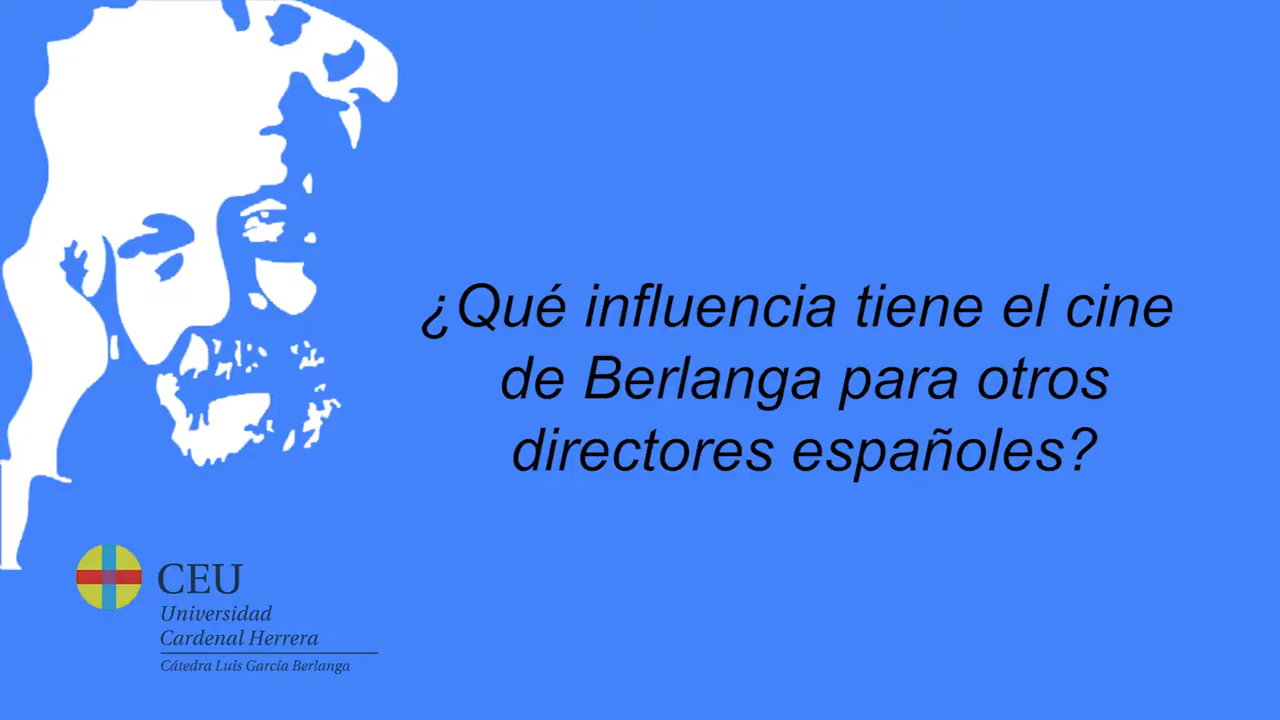 ¿Qué influencia tiene el cine
de Berlanga para otros
directores españoles?
CEU
Universidad
Cardenal Herrera
Cátedra Luis García Berlanga